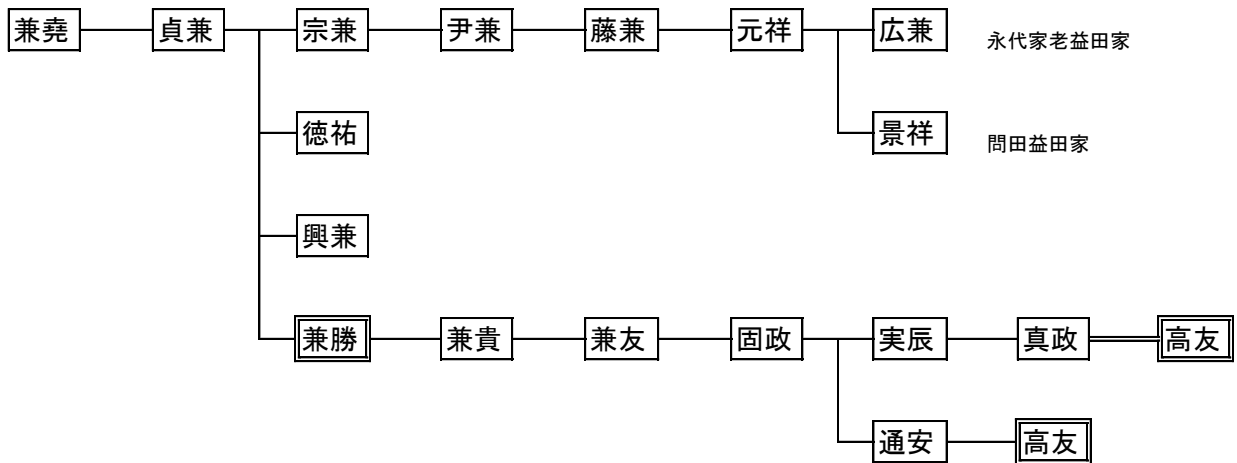 兼堯 貞兼 宗兼 尹兼 藤兼 元祥 広兼 永代家老益田家
徳祐 景祥 問田益田家
興兼
兼勝 兼貴 兼友 固政 実辰 真政 高友
通安 高友